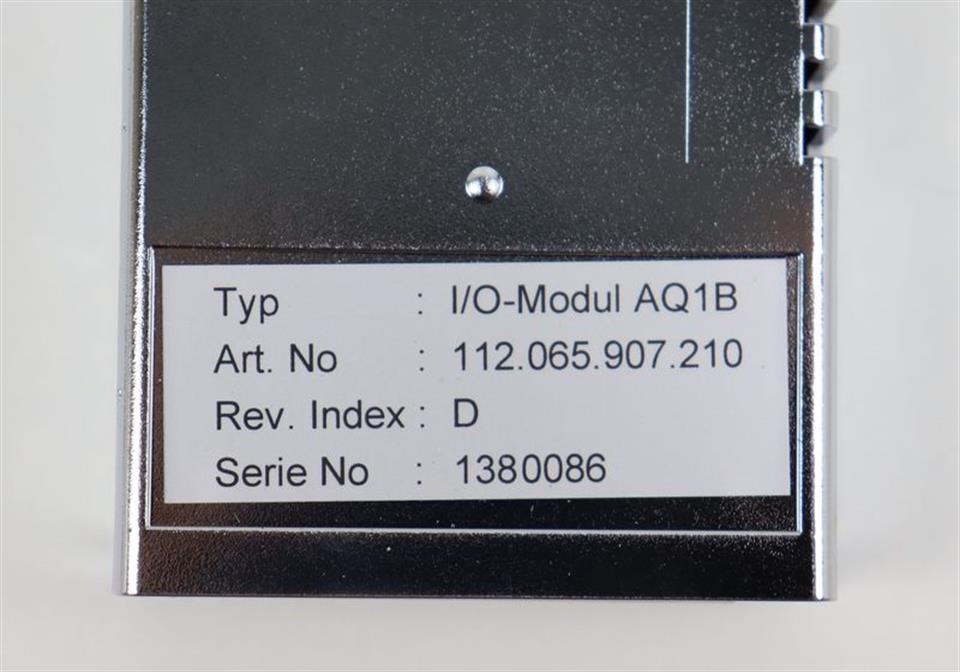 Typ : I/O-Modul AQ1B
Art. No : 112.065.907.210
Rev. Index : D
Serie No : 1380086